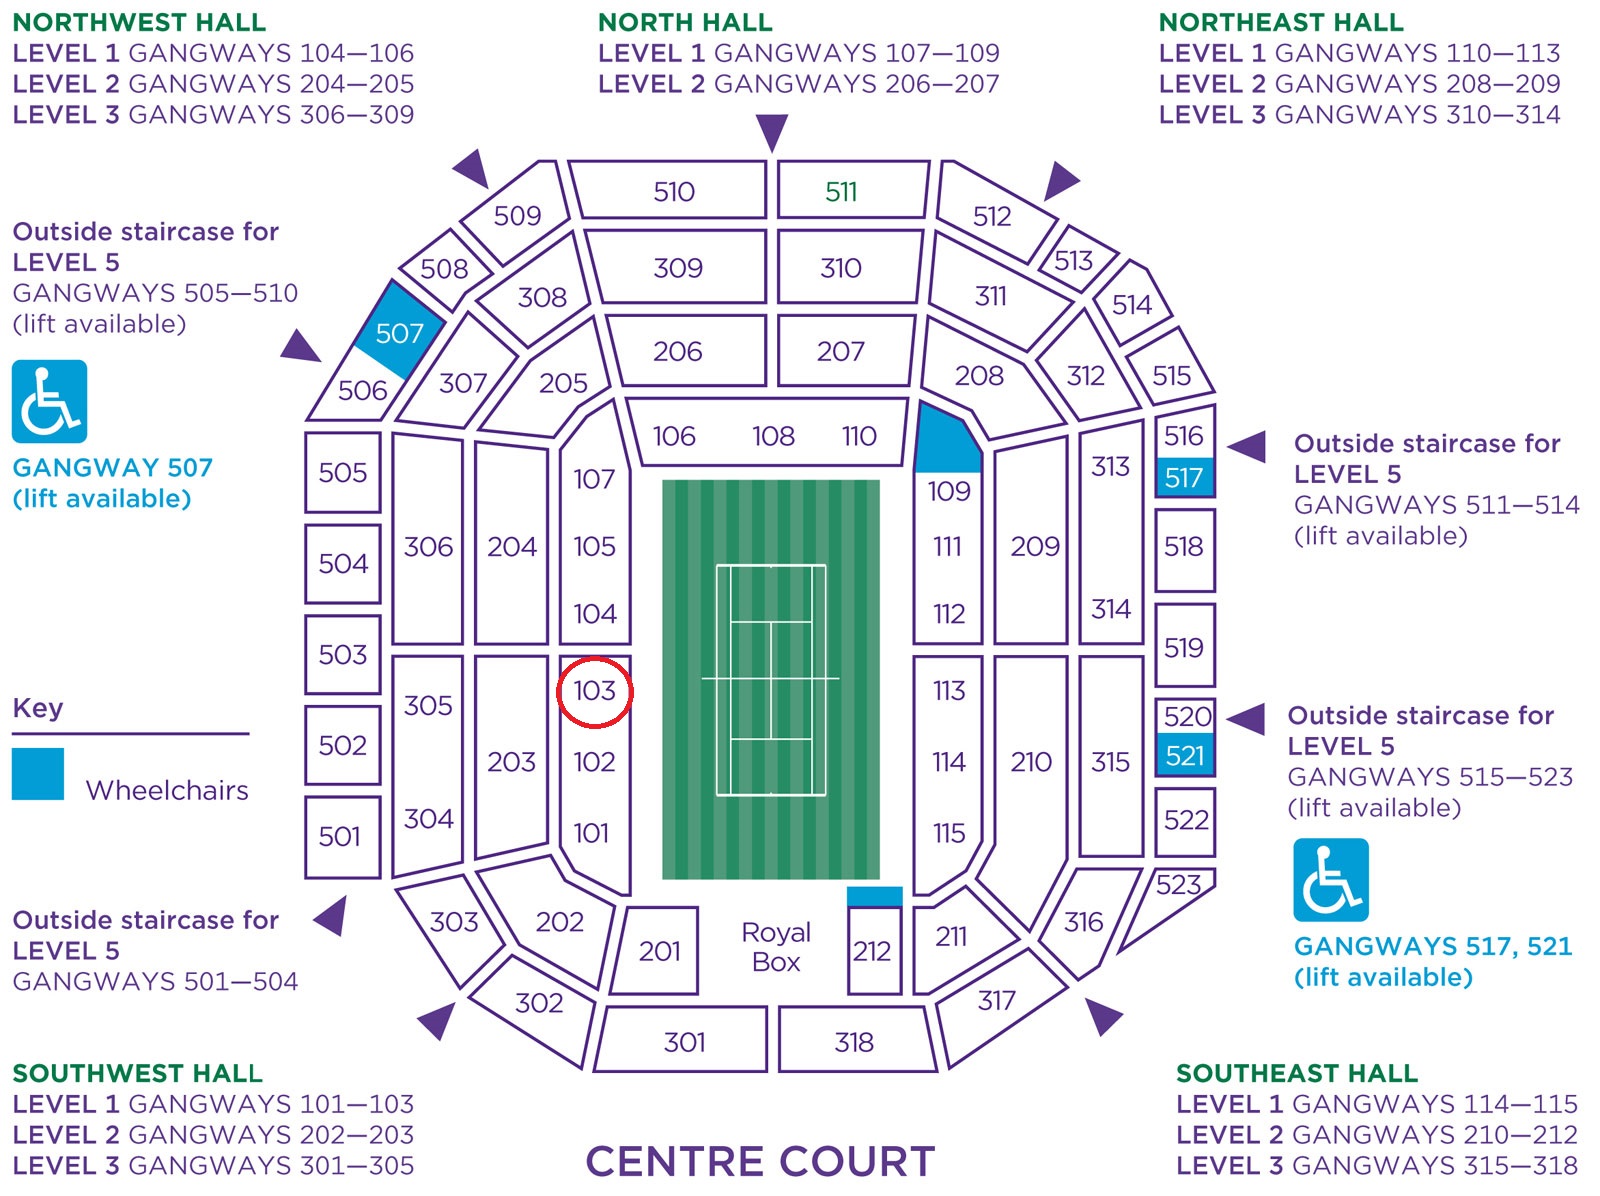 NORTHWEST HALL
LEVEL 1 GANGWAYS 104—106
LEVEL 2 GANGWAYS 204—205
LEVEL 3 GANGWAYS 306—309
NORTH HALL
LEVEL 1 GANGWAYS 107—109
LEVEL 2 GANGWAYS 206—207
NORTHEAST HALL
LEVEL 1 GANGWAYS 110—113
LEVEL 2 GANGWAYS 208—209
LEVEL 3 GANGWAYS 310—314
Outside staircase for
LEVEL 5
GANGWAYS 505—510
(lift available)
GANGWAY 507
(lift available)
Key
Wheelchairs
Outside staircase for
LEVEL 5
GANGWAYS 501—504
510
511
509
512
508
513
514
309
310
308
311
507
506
307
205
206
207
208
312
515
106 108 110
505
504
503
502
501
306
305
304
204
203
107
105
104
103
102
101
109
111
112
113
114
115
209
210
313
314
315
516
517
518
519
520
521
522
523
303
202
201
Royal
Box
212
211
316
302
301
318
317
Outside staircase for
LEVEL 5
GANGWAYS 511—514
(lift available)
Outside staircase for
LEVEL 5
GANGWAYS 515—523
(lift available)
GANGWAYS 517, 521
(lift available)
SOUTHWEST HALL
LEVEL 1 GANGWAYS 101—103
LEVEL 2 GANGWAYS 202—203
LEVEL 3 GANGWAYS 301—305
CENTRE COURT
SOUTHEAST HALL
LEVEL 1 GANGWAYS 114—115
LEVEL 2 GANGWAYS 210—212
LEVEL 3 GANGWAYS 315—318